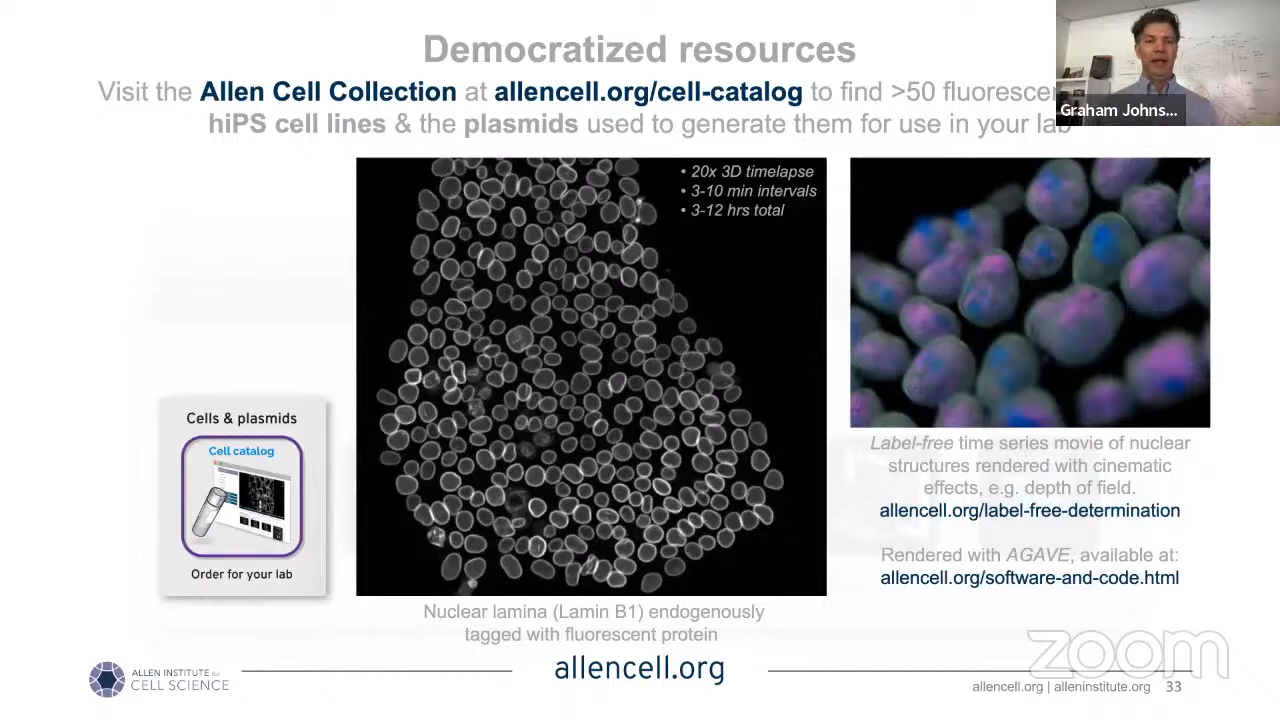 Democratized resources
Visit the Allen Cell Collection at allencell.org/cell-catalog to find >50
hiPS cell lines & the plasmids used to generate them for use in your lab
Graham Johns...
• 20x 3D timelapse
• 3-10 min intervals
• 3-12 hrs total
Cells & plasmids
Cell catalog
Order for your lab
Nuclear lamina (Lamin B1) endogenously
tagged with fluorescent protein
Label-free time series movie of nuclear
structures rendered with cinematic
effects, e.g. depth of field.
allencell.org/label-free-determination
Rendered with AGAVE, available at:
allencell.org/software-and-code.html
zoom
ALLEN INSTITUTE for
CELL SCIENCE
allencell.org
allencell.org | alleninstitute.org 33